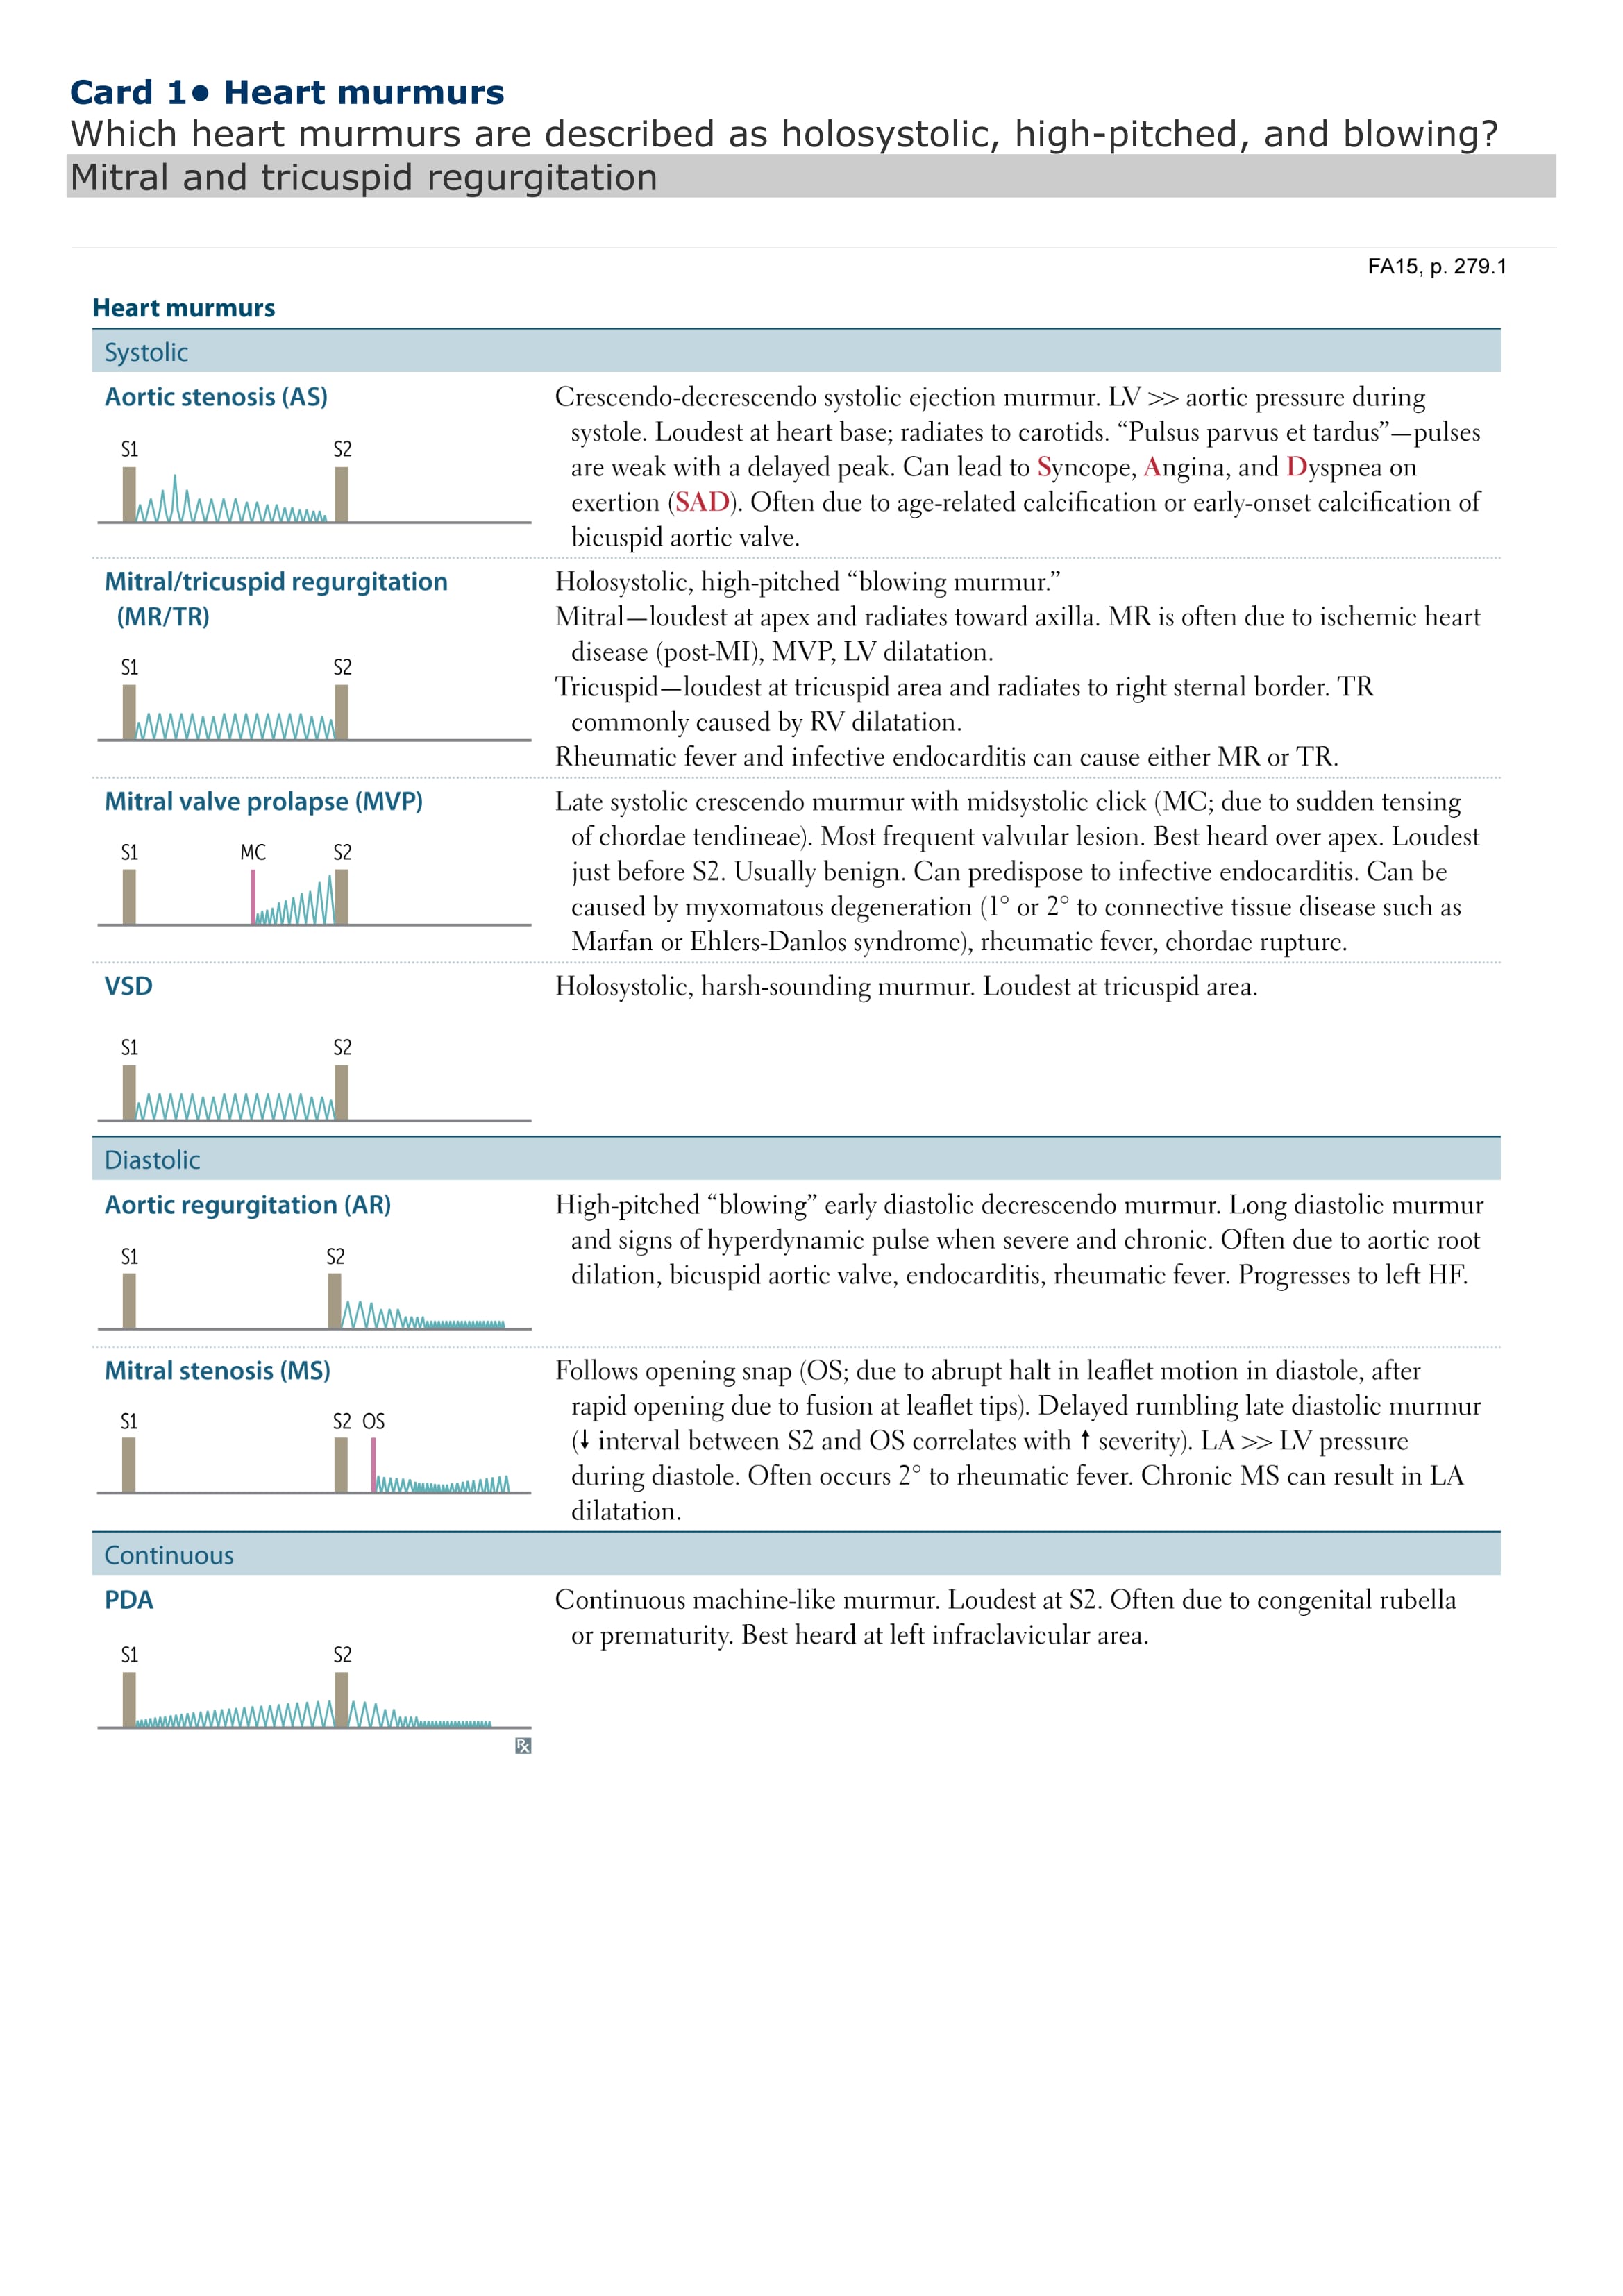 Card 1● Heart murmurs
Which heart murmurs are described as holosystolic, high-pitched, and blowing?
Mitral and tricuspid regurgitation
FA15, p. 279.1
Heart murmurs
Systolic
Aortic stenosis (AS)
S1 S2
Crescendo-decrescendo systolic ejection murmur. LV >> aortic pressure during
systole. Loudest at heart base; radiates to carotids. “Pulsus parvus et tardus”—pulses
are weak with a delayed peak. Can lead to Syncope, Angina, and Dyspnea on
exertion (SAD). Often due to age-related calcification or early-onset calcification of
bicuspid aortic valve.
Mitral/tricuspid regurgitation
(MR/TR)
S1 S2
Holosystolic, high-pitched “blowing murmur.”
Mitral—loudest at apex and radiates toward axilla. MR is often due to ischemic heart
disease (post-MI), MVP, LV dilatation.
Tricuspid—loudest at tricuspid area and radiates to right sternal border. TR
commonly caused by RV dilatation.
Rheumatic fever and infective endocarditis can cause either MR or TR.
Mitral valve prolapse (MVP)
S1 MC S2
Late systolic crescendo murmur with midsystolic click (MC; due to sudden tensing
of chordae tendineae). Most frequent valvular lesion. Best heard over apex. Loudest
just before S2. Usually benign. Can predispose to infective endocarditis. Can be
caused by myxomatous degeneration (1° or 2° to connective tissue disease such as
Marfan or Ehlers-Danlos syndrome), rheumatic fever, chordae rupture.
VSD
S1 S2
Holosystolic, harsh-sounding murmur. Loudest at tricuspid area.
Diastolic
Aortic regurgitation (AR)
S1 S2
High-pitched “blowing” early diastolic decrescendo murmur. Long diastolic murmur
and signs of hyperdynamic pulse when severe and chronic. Often due to aortic root
dilation, bicuspid aortic valve, endocarditis, rheumatic fever. Progresses to left HF.
Mitral stenosis (MS)
S1 S2 OS
Follows opening snap (OS; due to abrupt halt in leaflet motion in diastole, after
rapid opening due to fusion at leaflet tips). Delayed rumbling late diastolic murmur
(↓ interval between S2 and OS correlates with ↑ severity). LA >> LV pressure
during diastole. Often occurs 2° to rheumatic fever. Chronic MS can result in LA
dilatation.
Continuous
PDA
S1 S2
Continuous machine-like murmur. Loudest at S2. Often due to congenital rubella
or prematurity. Best heard at left infraclavicular area.
Rx